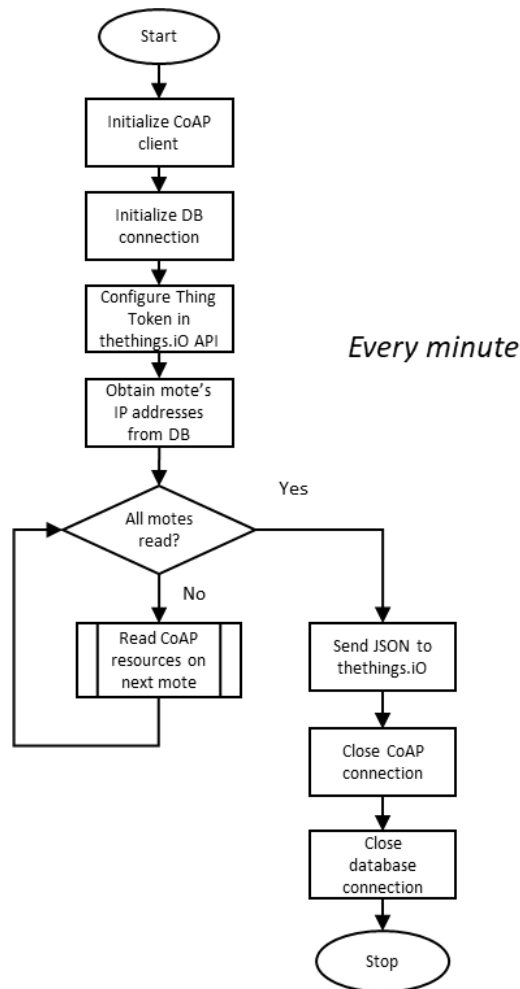 Start
Initialize CoAP
client
Initialize DB
connection
Configure Thing
Token in
thethings.iO API
Every minute
Obtain mote's
IP addresses
from DB
Yes
All motes
read?
No
Read CoAP
resources on
next mote
Send JSON to
thethings.iO
Close CoAP
connection
Close
database
connection
Stop